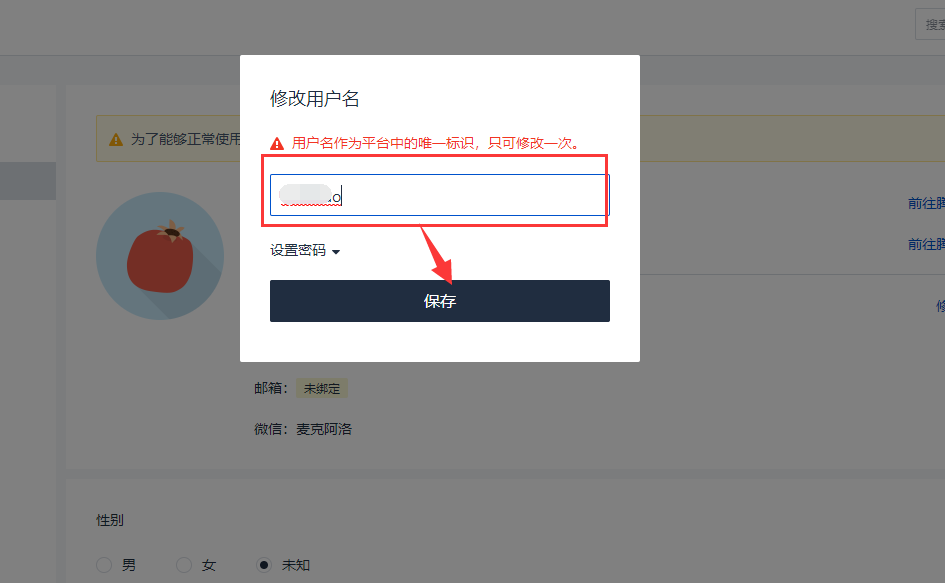 搜索
修改用户名
用户名作为平台中的唯一标识，只可修改一次。
为了能够正常使用
o
前往腾
设置密码
前往腾
保存
修
邮箱：未绑定
微信：麦克阿洛
性别
男 女 未知